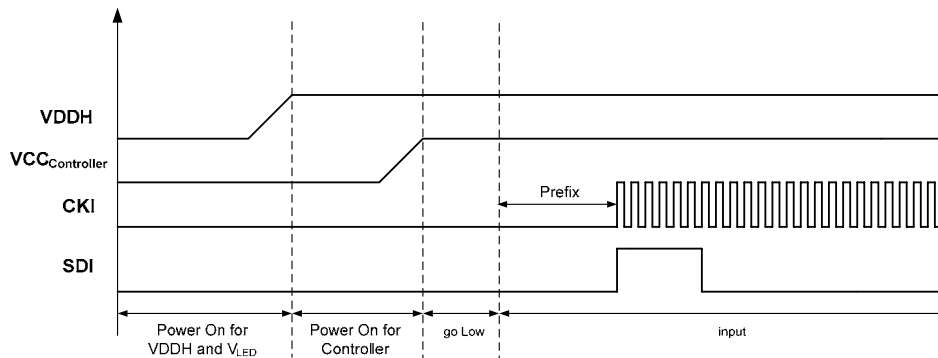 VDDH
VCCController
CKI
Prefix
SDI
Power On for
VDDH and VLED
Power On for
Controller
go Low
input